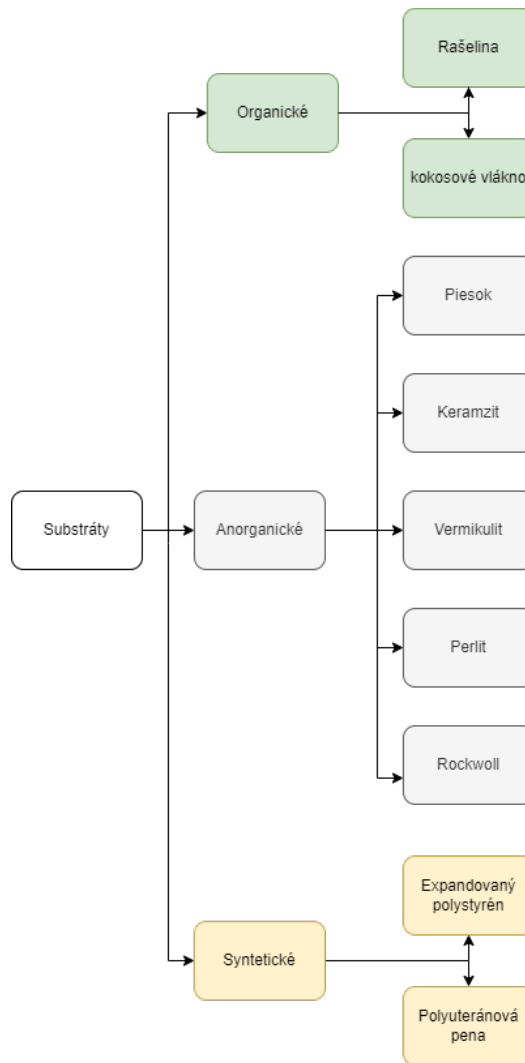 Rašelina
Organické
kokosové vlákno
Piesok
Keramzit
Substráty
Anorganické
Vermikulit
Perlit
Rockwoll
Expandovaný
polystyrén
Syntetické
Polyuteránová
pena